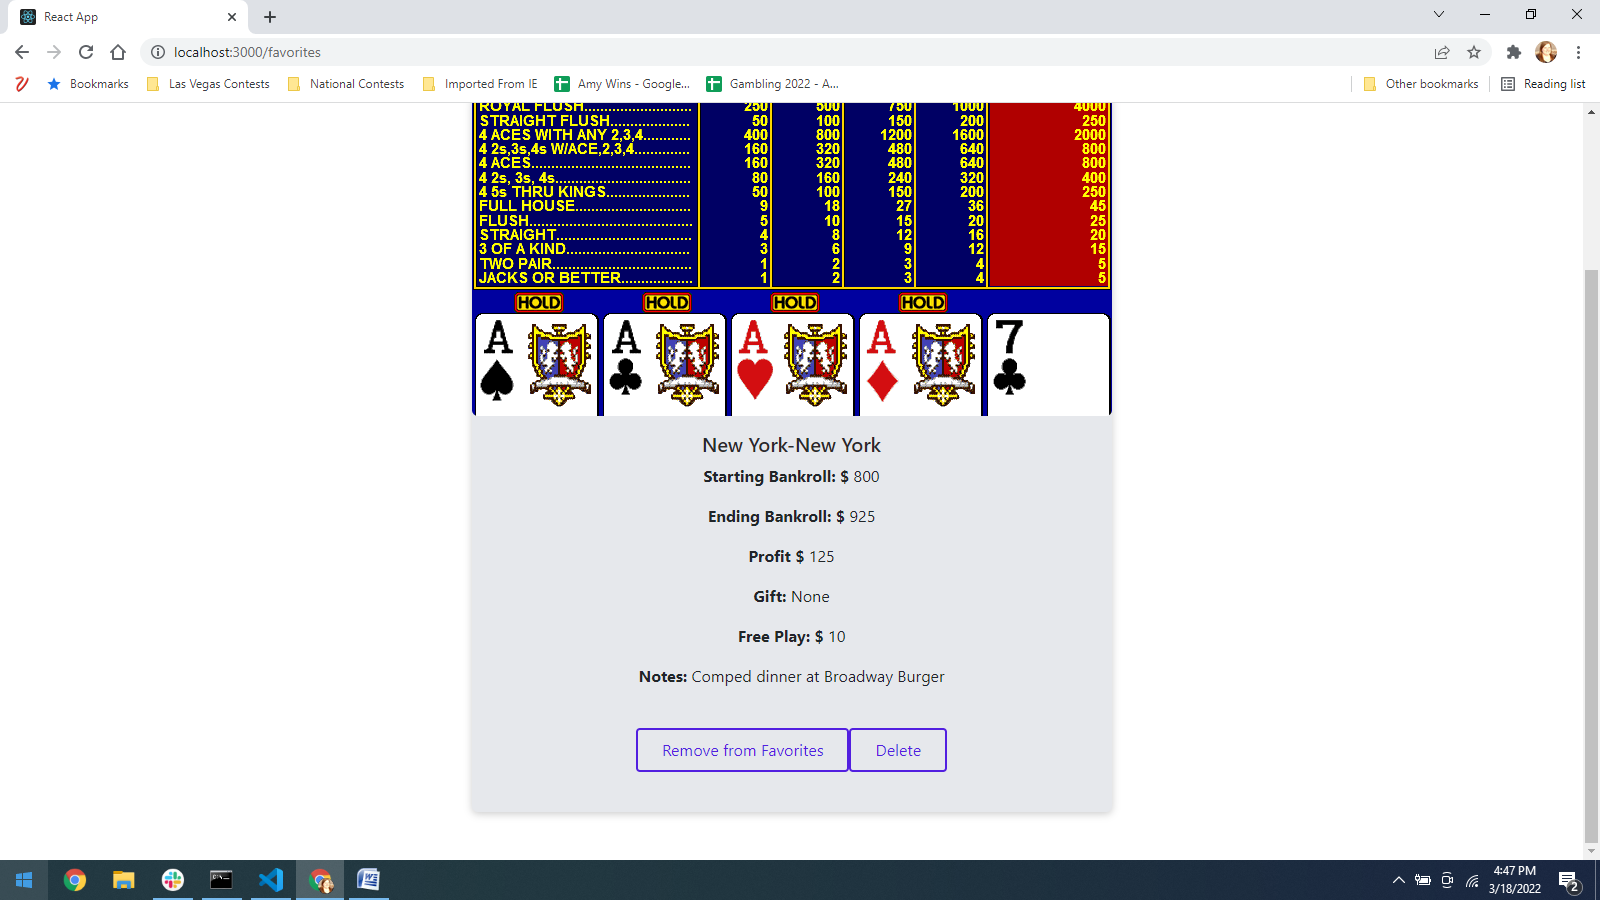 React App
localhost:3000/favorites
Bookmarks Las Vegas Contests National Contests Imported From IE Amy Wins - Google... Gambling 2022 - A... Other bookmarks Reading list
ROYAL FLUSH................... 250 500 750 1000 4000
STRAIGHT FLUSH.............. 50 100 150 200 250
4 ACES WITH ANY 2,3,4........ 400 800 1200 1600 2000
4 2s,3s,4s W/ACE,2,3,4.......... 160 320 480 640 800
4 ACES............................. 160 320 480 640 800
4 2s, 3s, 4s......................... 80 160 240 320 400
4 5s THRU KINGS............... 50 100 150 200 250
FULL HOUSE..................... 9 18 27 36 45
FLUSH.............................. 5 10 15 20 25
STRAIGHT......................... 4 8 12 16 20
3 OF A KIND....................... 3 6 9 12 15
TWO PAIR.......................... 1 2 3 4 5
JACKS OR BETTER............. 1 2 3 4 5
HOLD HOLD HOLD HOLD
A A A A 7
New York-New York
Starting Bankroll: $ 800
Ending Bankroll: $ 925
Profit $ 125
Gift: None
Free Play: $ 10
Notes: Comped dinner at Broadway Burger
Remove from Favorites Delete
4:47 PM
3/18/2022
2